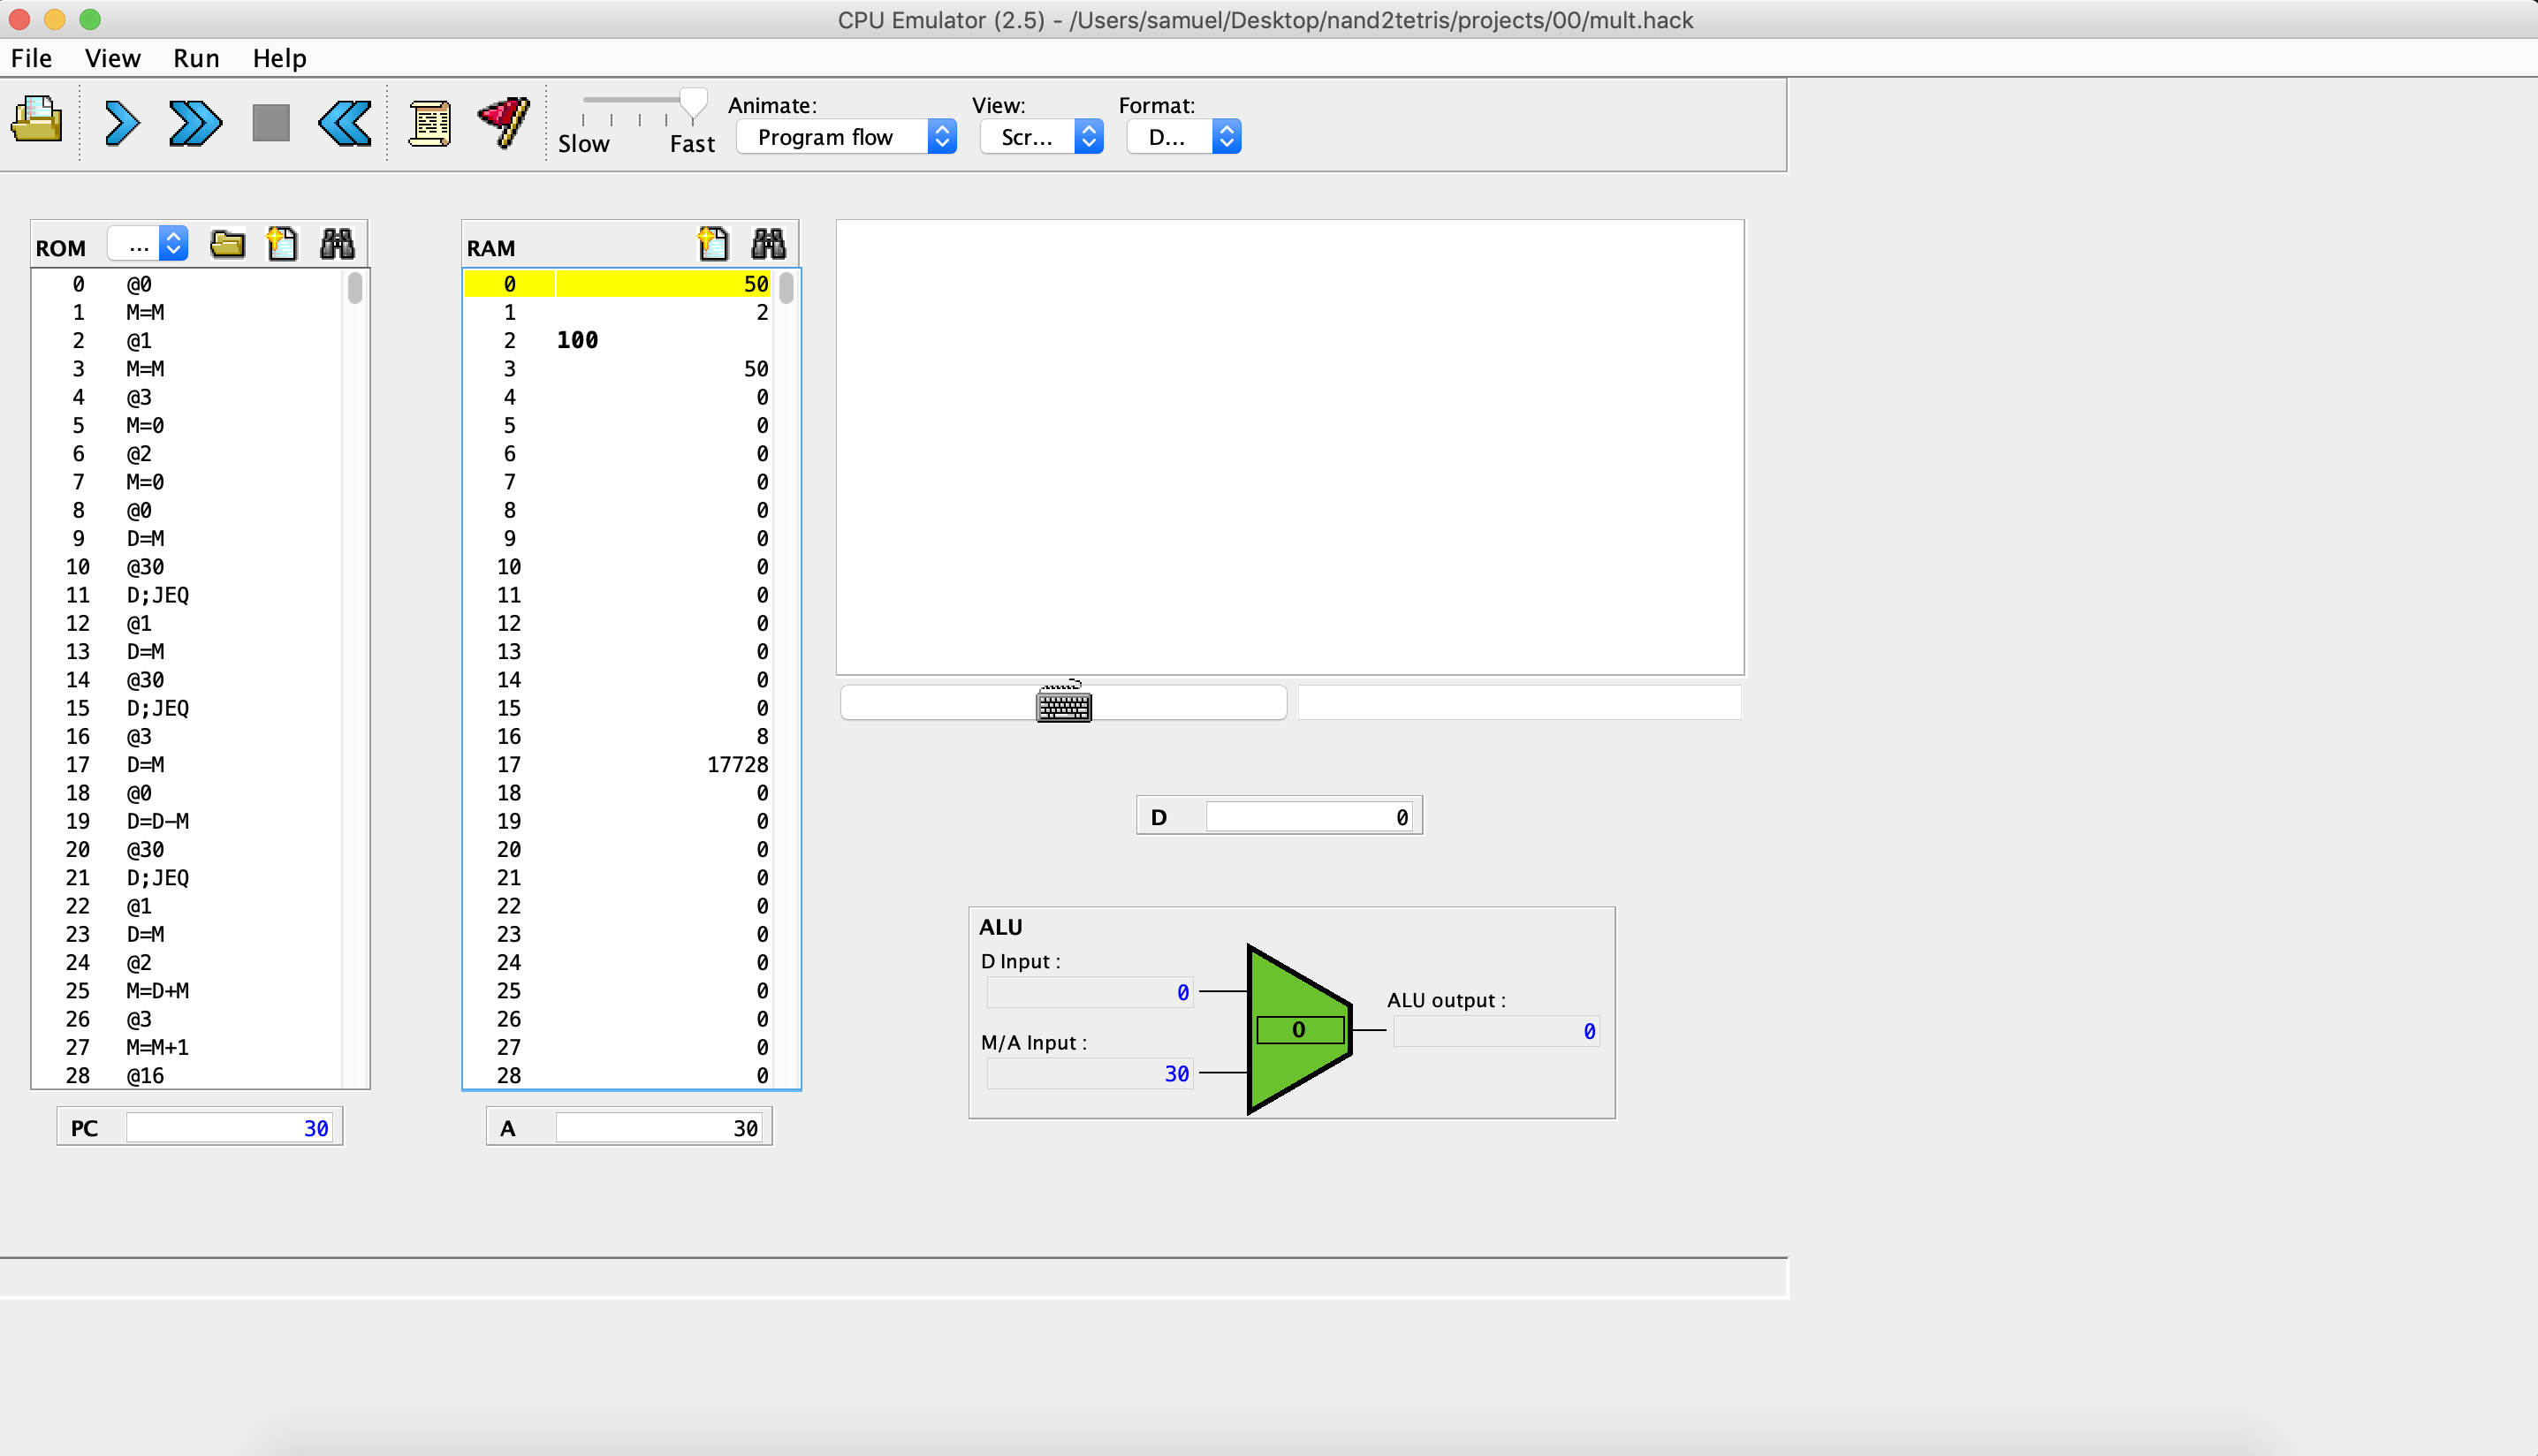 CPU Emulator (2.5) - /Users/samuel/Desktop/nand2tetris/projects/00/mult.hack
File View Run Help
Slow Fast
Animate:
Program flow
View:
Scr...
Format:
D...
ROM ...
0 @0
1 M=M
2 @1
3 M=M
4 @3
5 M=0
6 @2
7 M=0
8 @0
9 D=M
10 @30
11 D;JEQ
12 @1
13 D=M
14 @30
15 D;JEQ
16 @3
17 D=M
18 @0
19 D=D-M
20 @30
21 D;JEQ
22 @1
23 D=M
24 @2
25 M=D+M
26 @3
27 M=M+1
28 @16
PC 30
RAM
0 50
1 2
2 100
3 50
4 0
5 0
6 0
7 0
8 0
9 0
10 0
11 0
12 0
13 0
14 0
15 0
16 8
17 17728
18 0
19 0
20 0
21 0
22 0
23 0
24 0
25 0
26 0
27 0
28 0
A 30
D 0
ALU
D Input :
0
M/A Input :
30
0
ALU output :
0